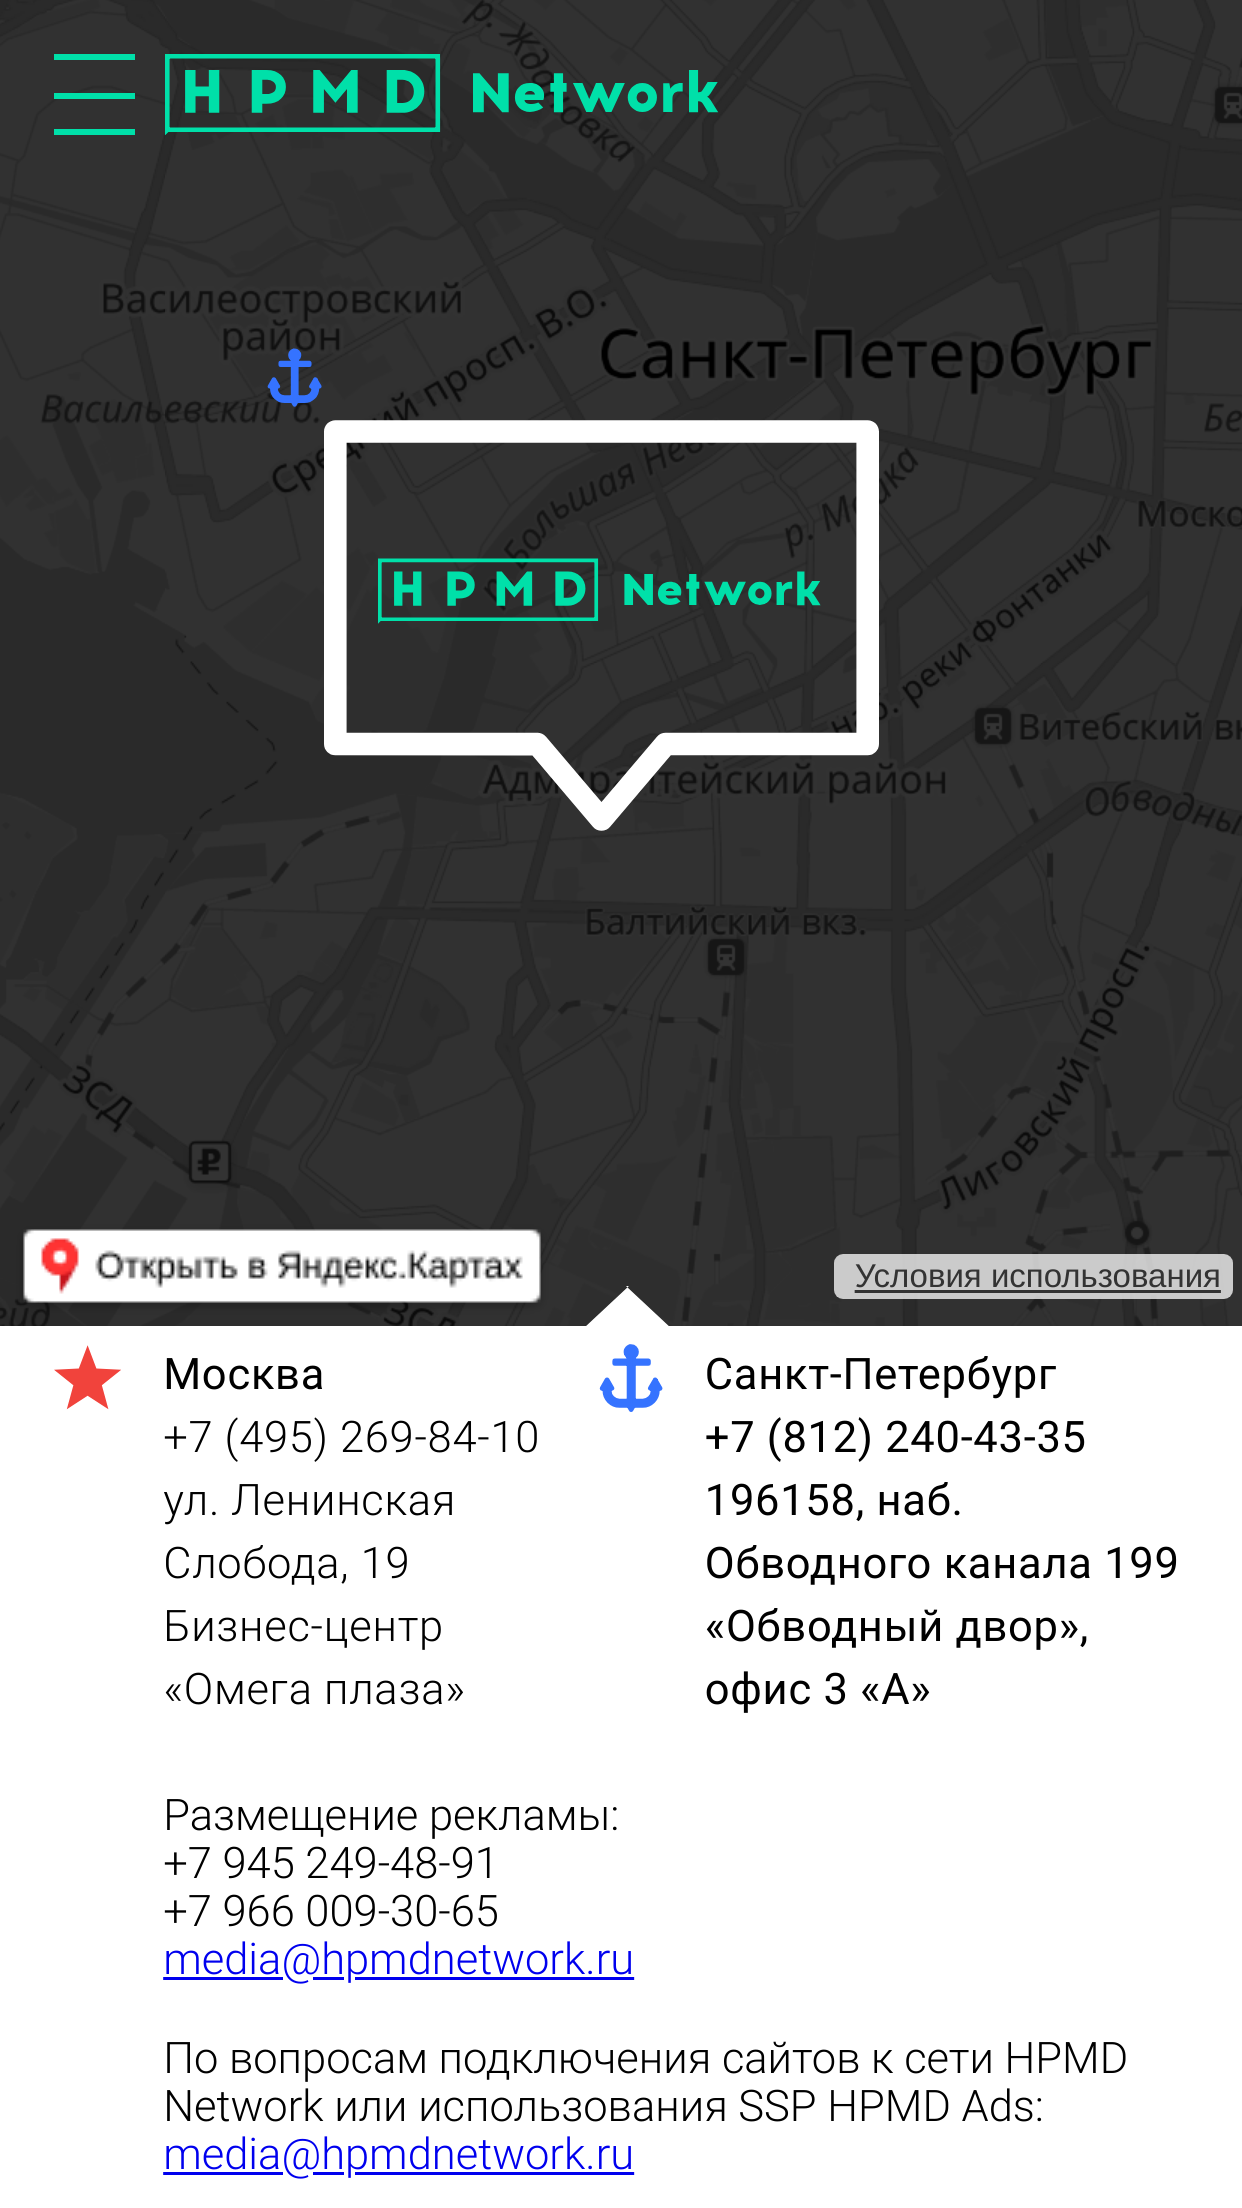 р. Ждановка
HPMD Network
Василеостровский
район
Средний просп. В.О.
Санкт-Петербург
Васильевский о.
Бе
р. Большая Нева
р. Мойка
Моско
HPMD Network
наб. реки Фонтанки
Витебский вк
Адмиралтейский район
Обводны
Балтийский вкз.
Лиговский просп.
ЗСД
Открыть в Яндекс.Картах
Условия использования
ейд
ЗСД
Москва
+7 (495) 269-84-10
ул. Ленинская
Слобода, 19
Бизнес-центр
«Омега плаза»
Санкт-Петербург
+7 (812) 240-43-35
196158, наб.
Обводного канала 199
«Обводный двор»,
офис 3 «А»
Размещение рекламы:
+7 945 249-48-91
+7 966 009-30-65
media@hpmdnetwork.ru
По вопросам подключения сайтов к сети HPMD
Network или использования SSP HPMD Ads:
media@hpmdnetwork.ru